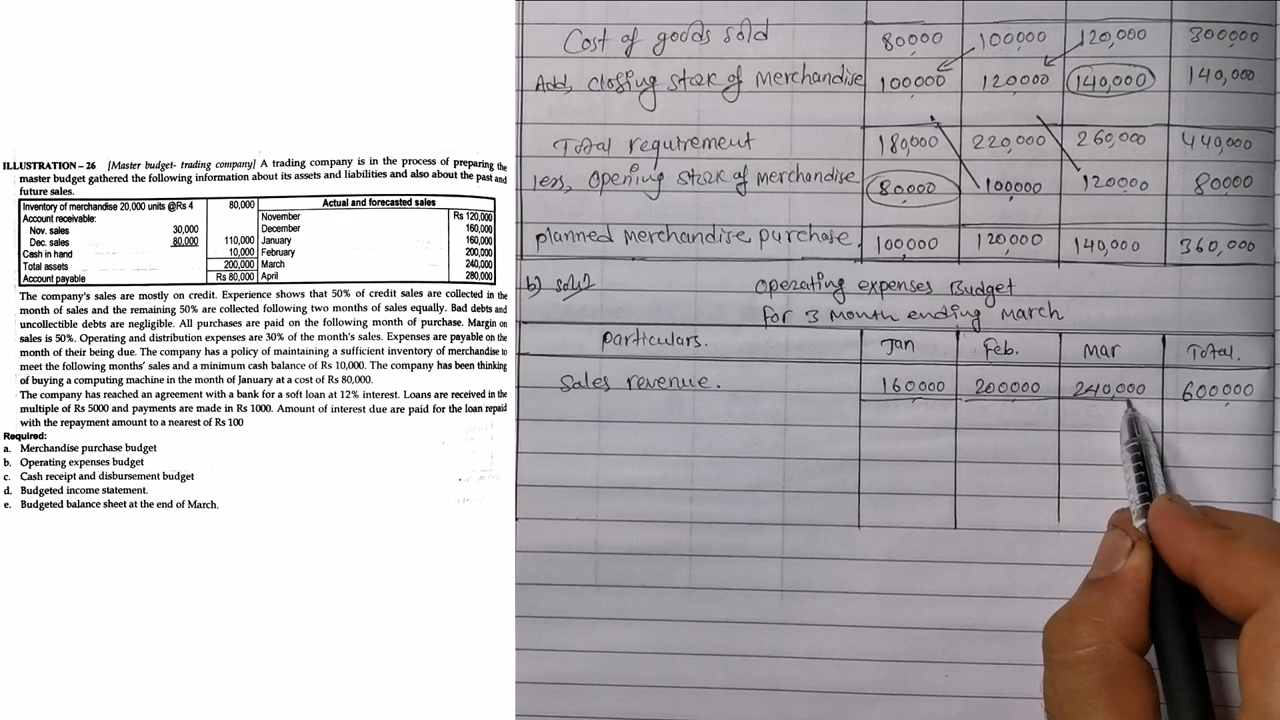 ILLUSTRATION – 26 [Master budget- trading company] A trading company is in the process of preparing the
master budget gathered the following information about its assets and liabilities and also about the past and
future sales.
Inventory of merchandise 20,000 units @Rs 4 80,000 Actual and forecasted sales
Account receivable: November Rs 120,000
Nov. sales 30,000 December 160,000
Dec. sales 80,000 110,000 January 160,000
Cash in hand 10,000 February 200,000
Total assets 200,000 March 240,000
Account payable Rs 80,000 April 280,000
The company's sales are mostly on credit. Experience shows that 50% of credit sales are collected in the
month of sales and the remaining 50% are collected following two months of sales equally. Bad debts and
uncollectible debts are negligible. All purchases are paid on the following month of purchase. Margin on
sales is 50%. Operating and distribution expenses are 30% of the month's sales. Expenses are payable on the
month of their being due. The company has a policy of maintaining a sufficient inventory of merchandise to
meet the following months' sales and a minimum cash balance of Rs 10,000. The company has been thinking
of buying a computing machine in the month of January at a cost of Rs 80,000.
The company has reached an agreement with a bank for a soft loan at 12% interest. Loans are received in the
multiple of Rs 5000 and payments are made in Rs 1000. Amount of interest due are paid for the loan repaid
with the repayment amount to a nearest of Rs 100
Required:
a. Merchandise purchase budget
b. Operating expenses budget
c. Cash receipt and disbursement budget
d. Budgeted income statement.
e. Budgeted balance sheet at the end of March.
Cost of goods sold 80000 100000 120,000 300000
Add, closing stock of Merchandise 100000 120000 140,000 140,000
Total requirement 180,000 220,000 260,000 440,000
less, Opening stock of merchandise 80000 100000 120000 80000
planned merchandise purchase. 100000 120,000 140,000 360,000
b) solⁿ Operating expenses Budget
for 3 month ending march
particulars. Jan Feb. Mar Total.
Sales revenue. 160000 200000 240,000 600000